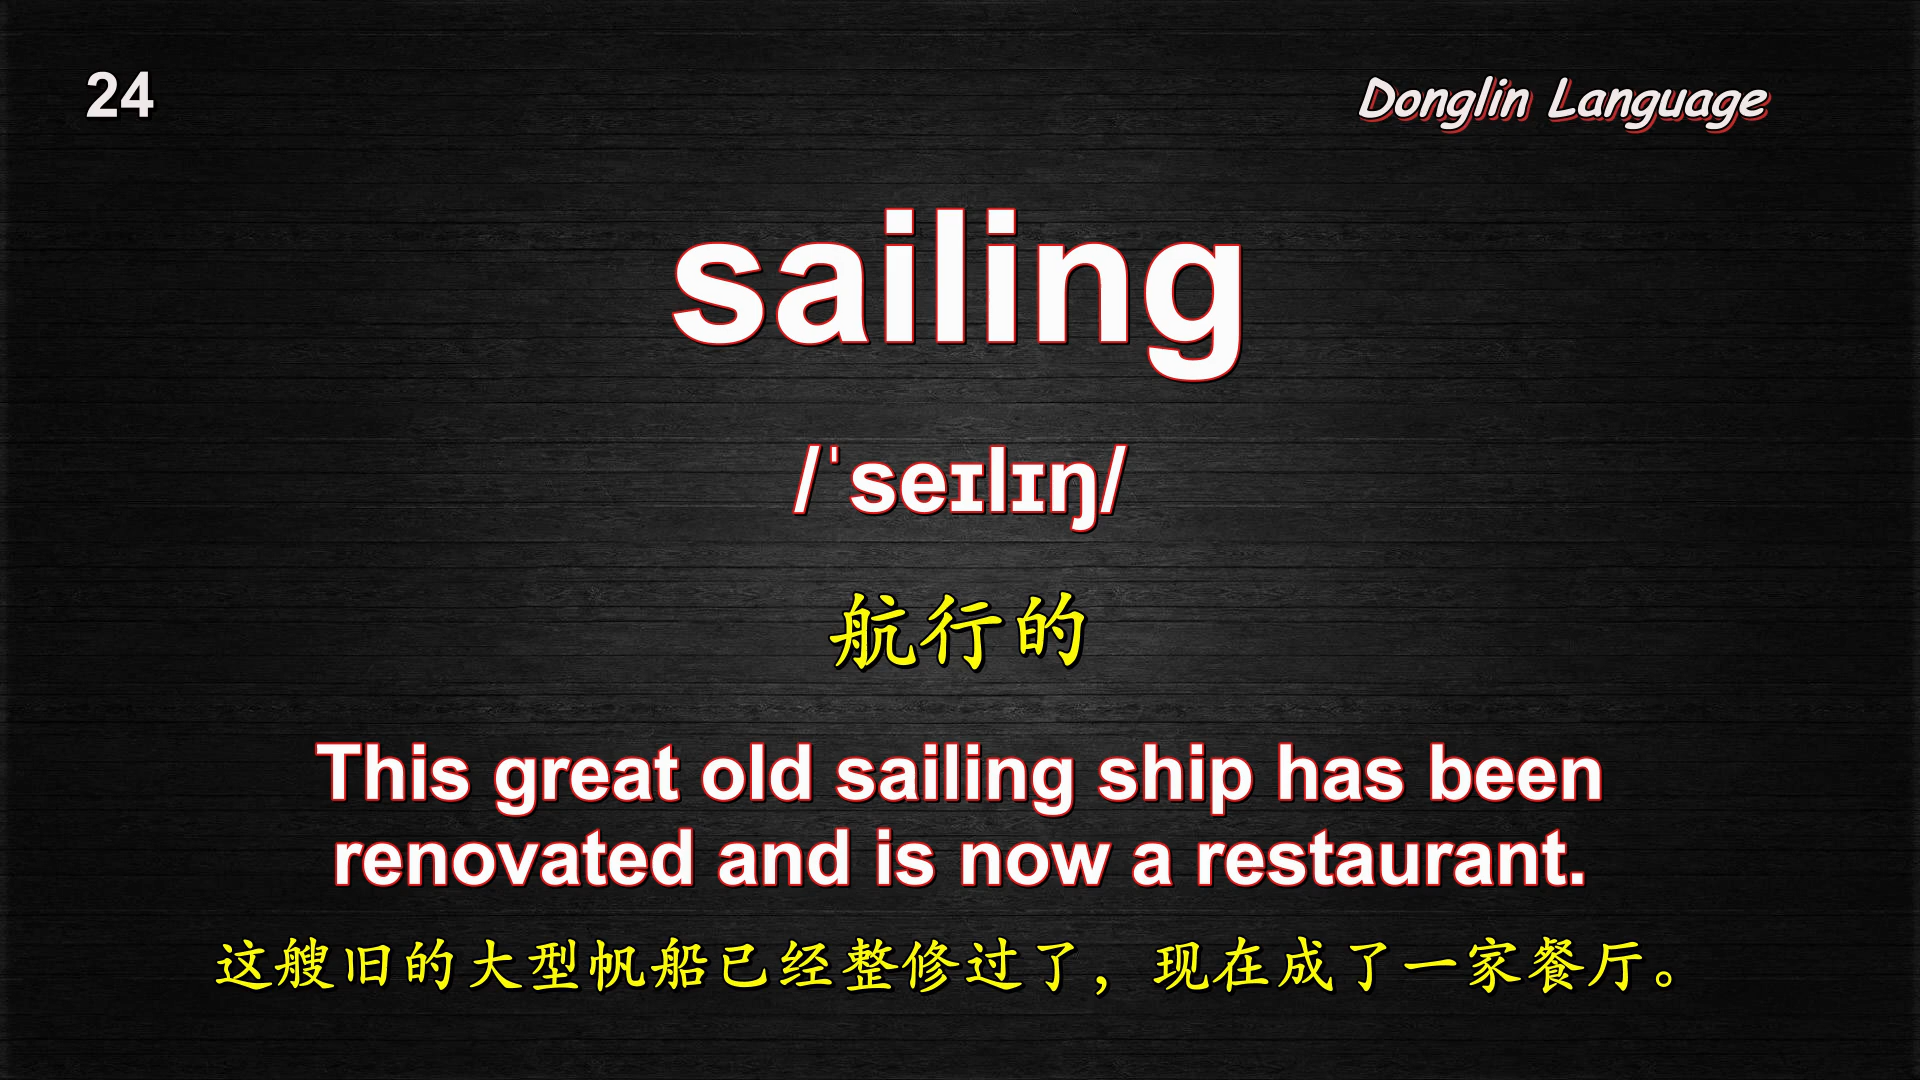 24
Donglin Language
sailing
/ˈseɪlɪŋ/
航行的
This great old sailing ship has been
renovated and is now a restaurant.
这艘旧的大型帆船已经整修过了，现在成了一家餐厅。